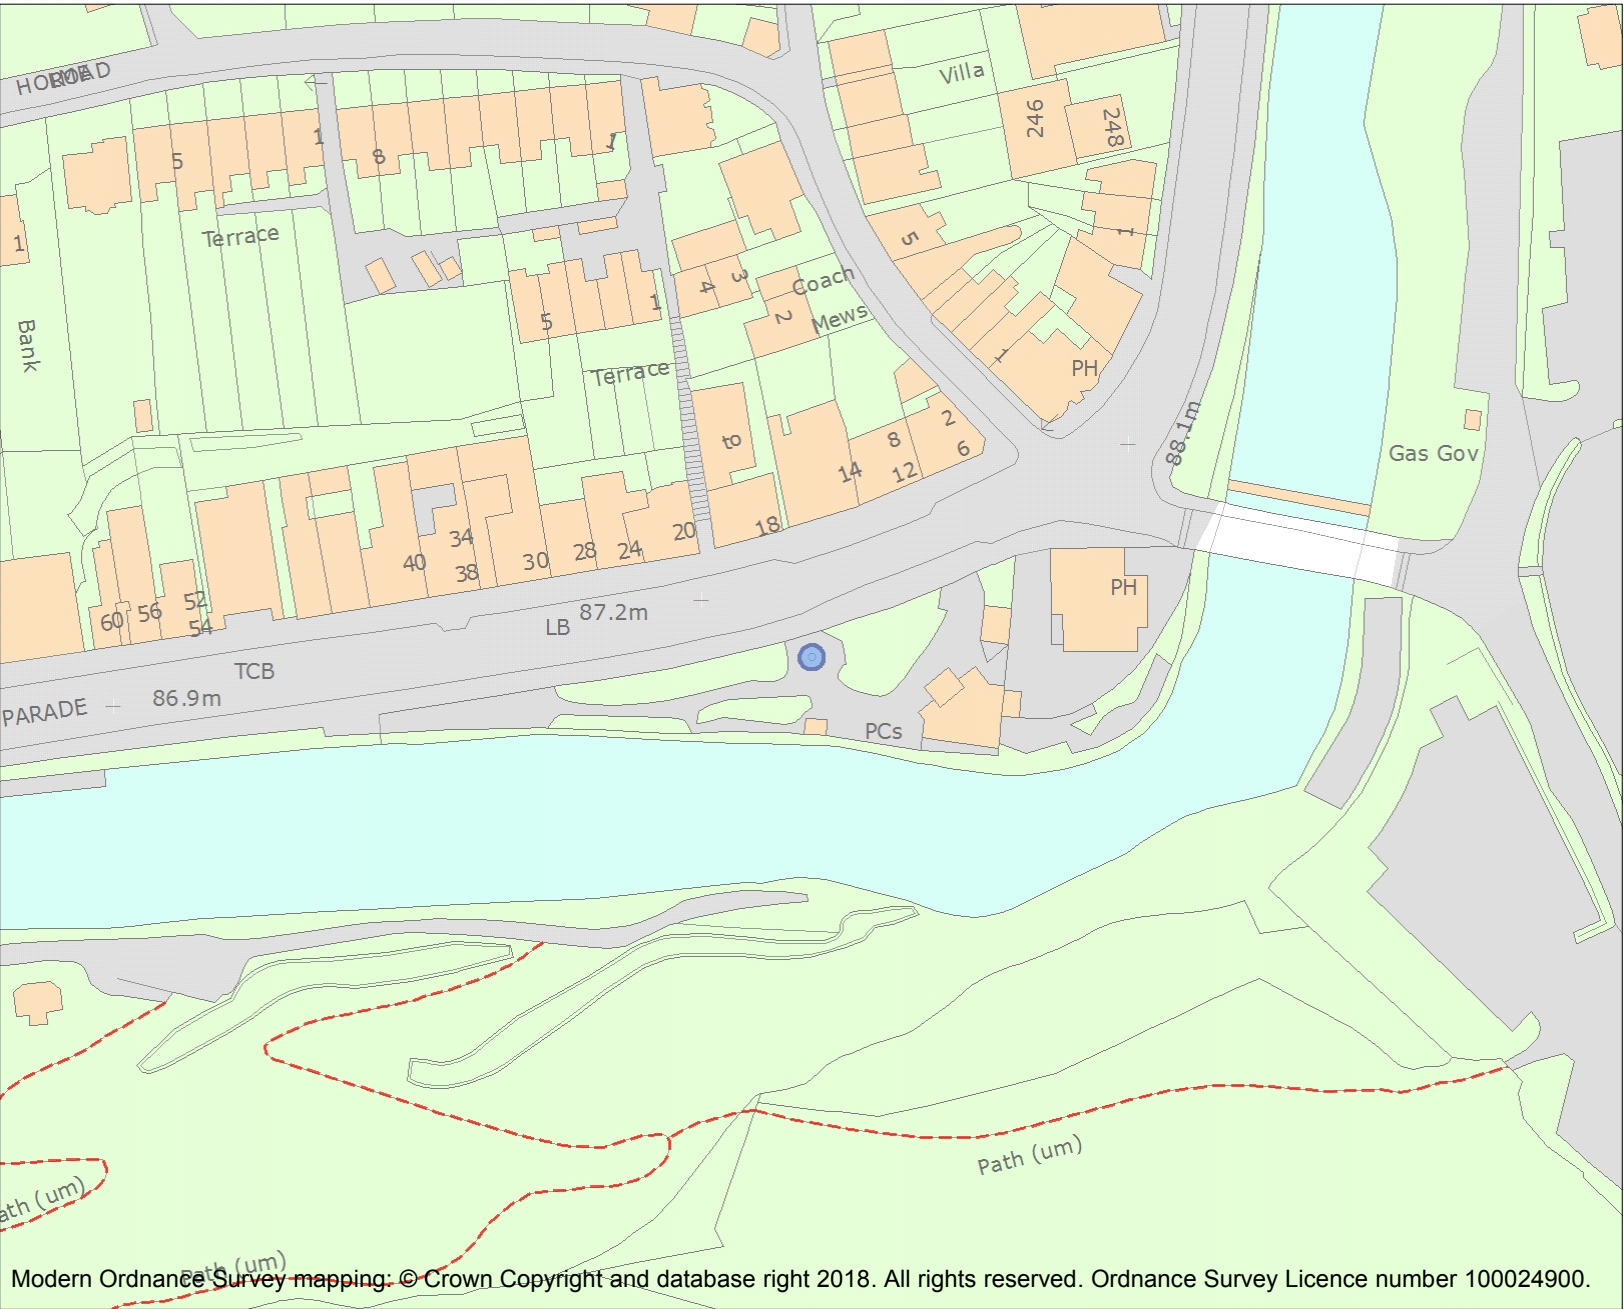 HOLME
ROAD
Villa
246
248
5
1
8
1
1
Terrace
5
1
Coach
3
4
1
5
2
Mews
Bank
Terrace
1
PH
to
2
8
6
14
12
88.1m
Gas Gov
20
18
34
40
38
30
28
24
60
56
52
54
PH
87.2m
LB
TCB
86.9m
PARADE
PCs
Path (um)
ath (um)
Path (um)
Modern Ordnance Survey mapping: © Crown Copyright and database right 2018. All rights reserved. Ordnance Survey Licence number 100024900.